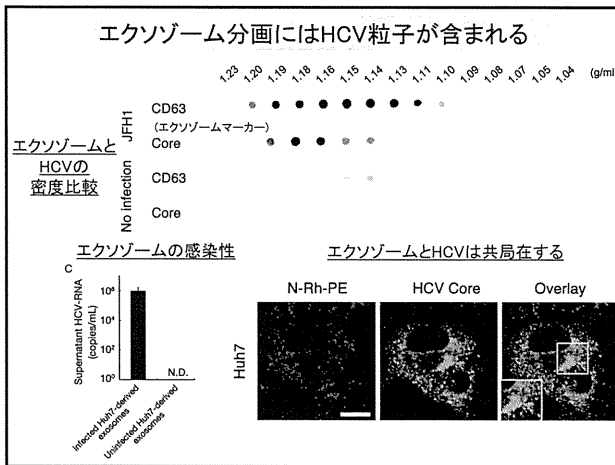 エクソゾーム分画にはHCV粒子が含まれる
1.23 1.20 1.19 1.18 1.16 1.15 1.14 1.13 1.11 1.10 1.09 1.08 1.07 1.05 1.04 (g/ml)
JFH1
CD63
(エクソゾームマーカー)
Core
エクソゾームと
HCVの
密度比較
No infection
CD63
Core
エクソゾームの感染性
C
Supernatant HCV-RNA
(copies/mL)
10⁶
10⁴
10²
10⁰
N.D.
Infected Huh7-derived
exosomes
Uninfected Huh7-derived
exosomes
エクソゾームとHCVは共局在する
N-Rh-PE HCV Core Overlay
Huh7